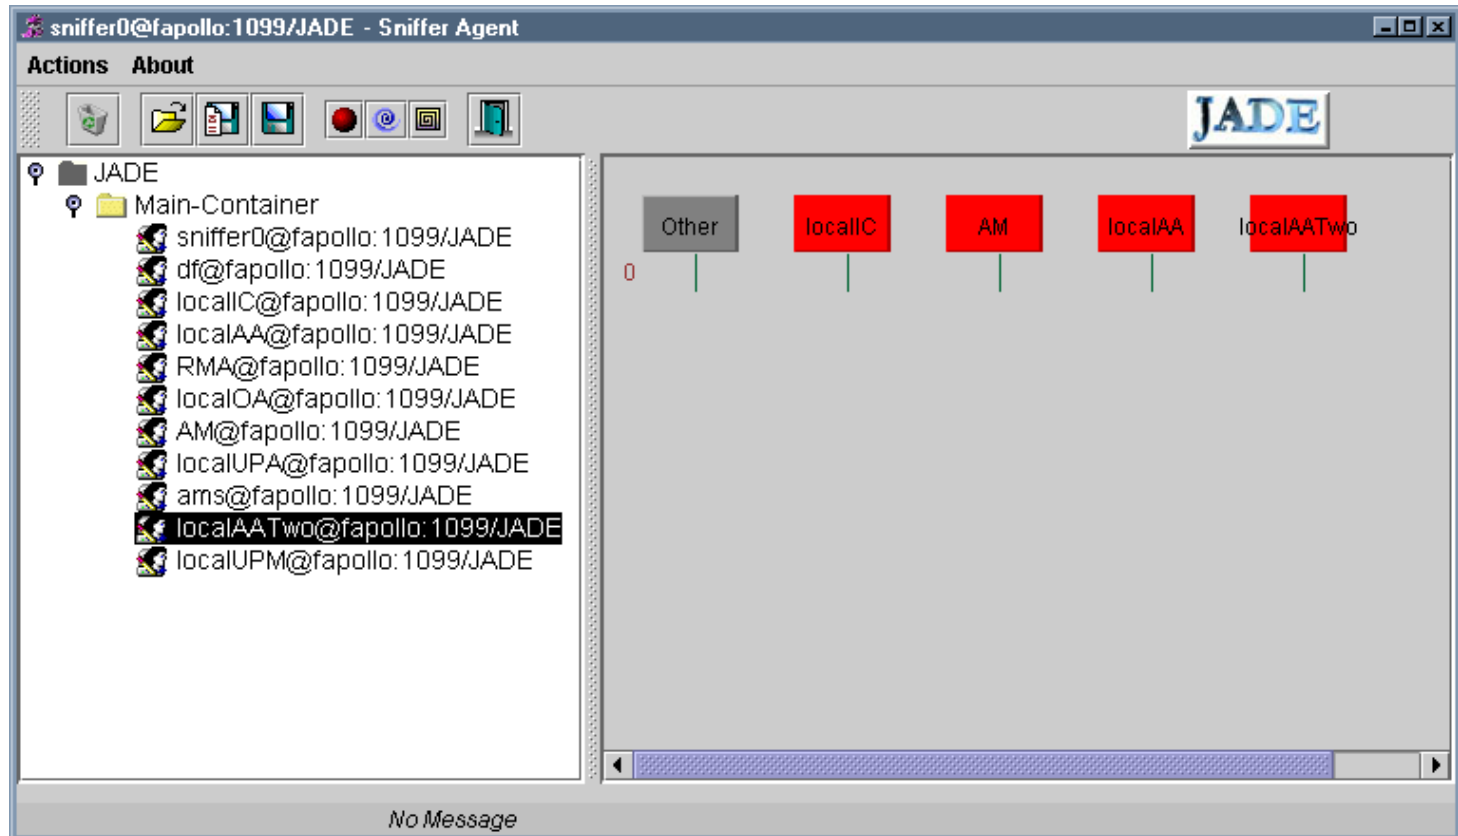 sniffer0@fapollo:1099/JADE - Sniffer Agent
Actions About
JADE
JADE
Main-Container
sniffer0@fapollo:1099/JADE
df@fapollo:1099/JADE
localIC@fapollo:1099/JADE
localAA@fapollo:1099/JADE
RMA@fapollo:1099/JADE
localOA@fapollo:1099/JADE
AM@fapollo:1099/JADE
localUPA@fapollo:1099/JADE
ams@fapollo:1099/JADE
localAATwo@fapollo:1099/JADE
localUPM@fapollo:1099/JADE
Other localIC AM localAA localAATwo
0
No Message